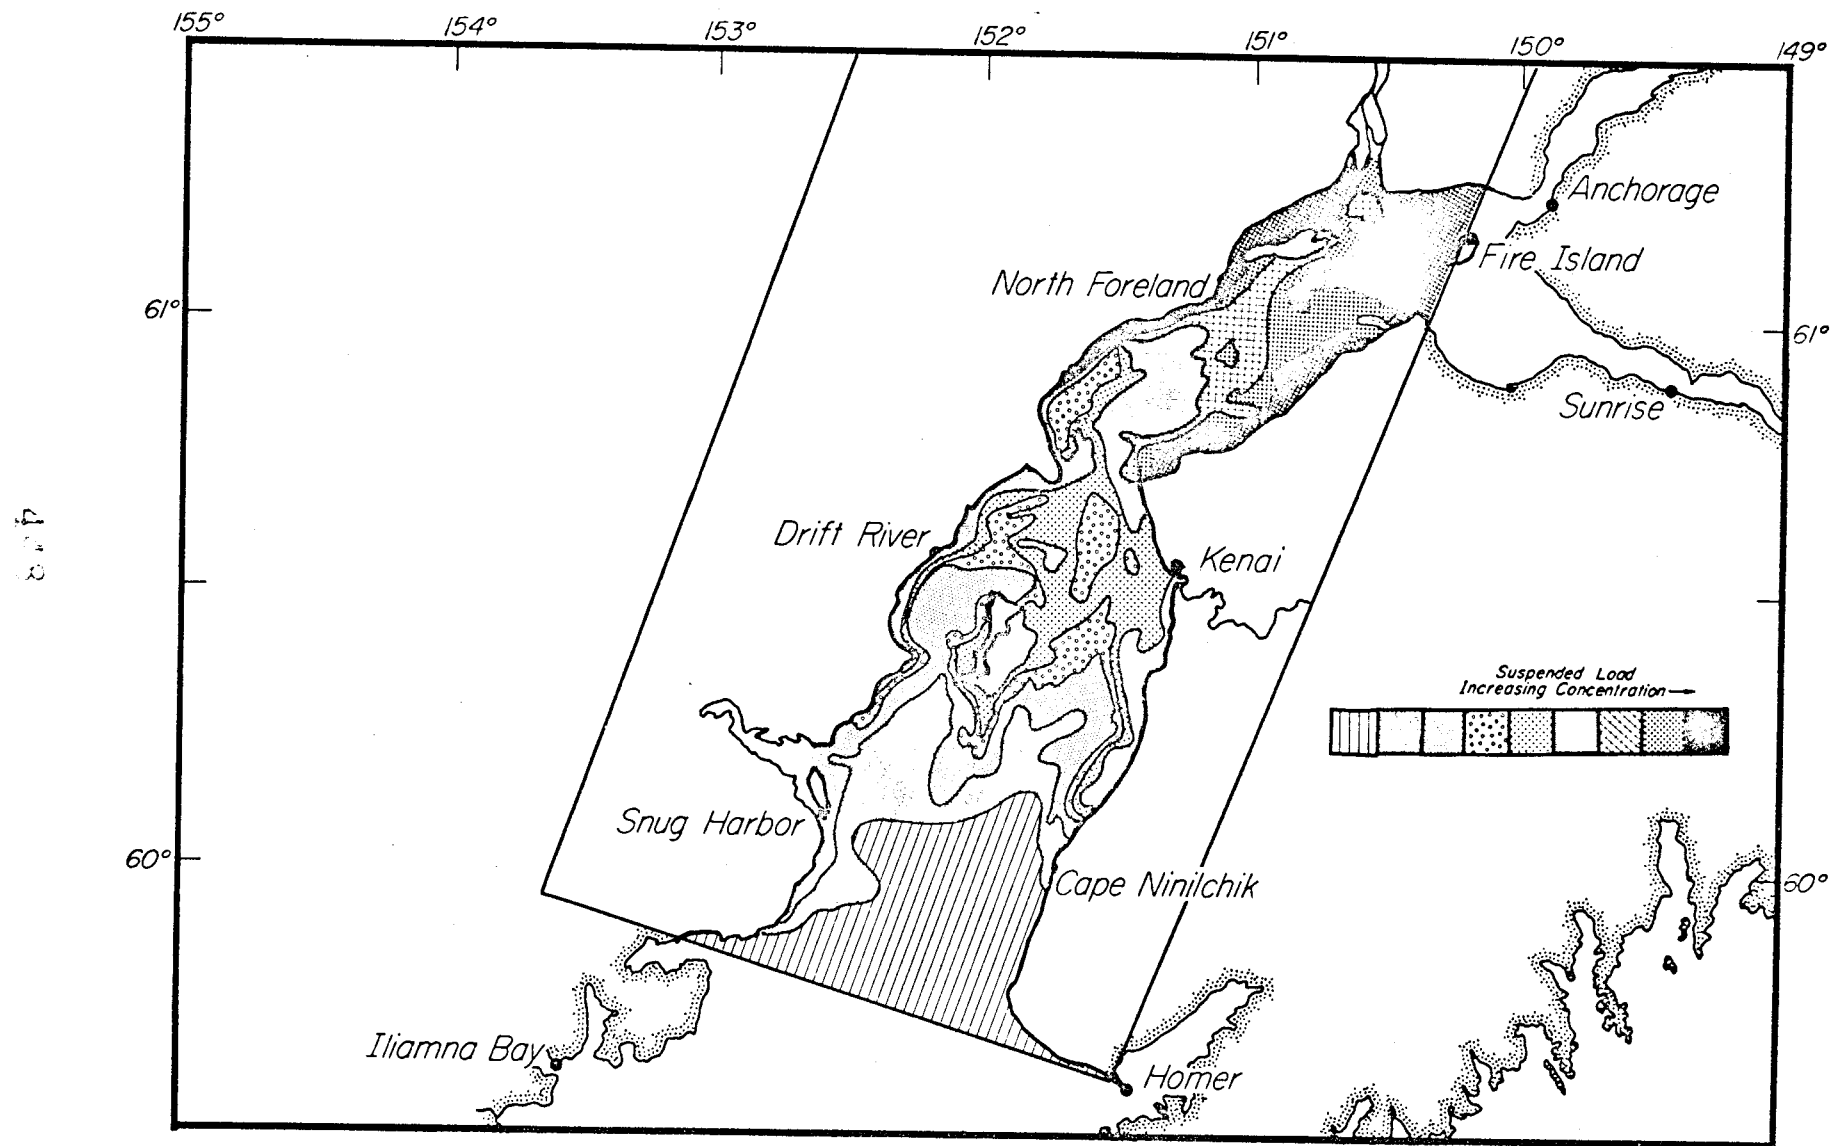 155°
154°
153°
152°
151°
150°
149°
Anchorage
Fire Island
North Foreland
61°
61°
Sunrise
Drift River
Kenai
Suspended Load
Increasing Concentration
Snug Harbor
60°
Cape Ninilchik
60°
Iliamna Bay
Homer